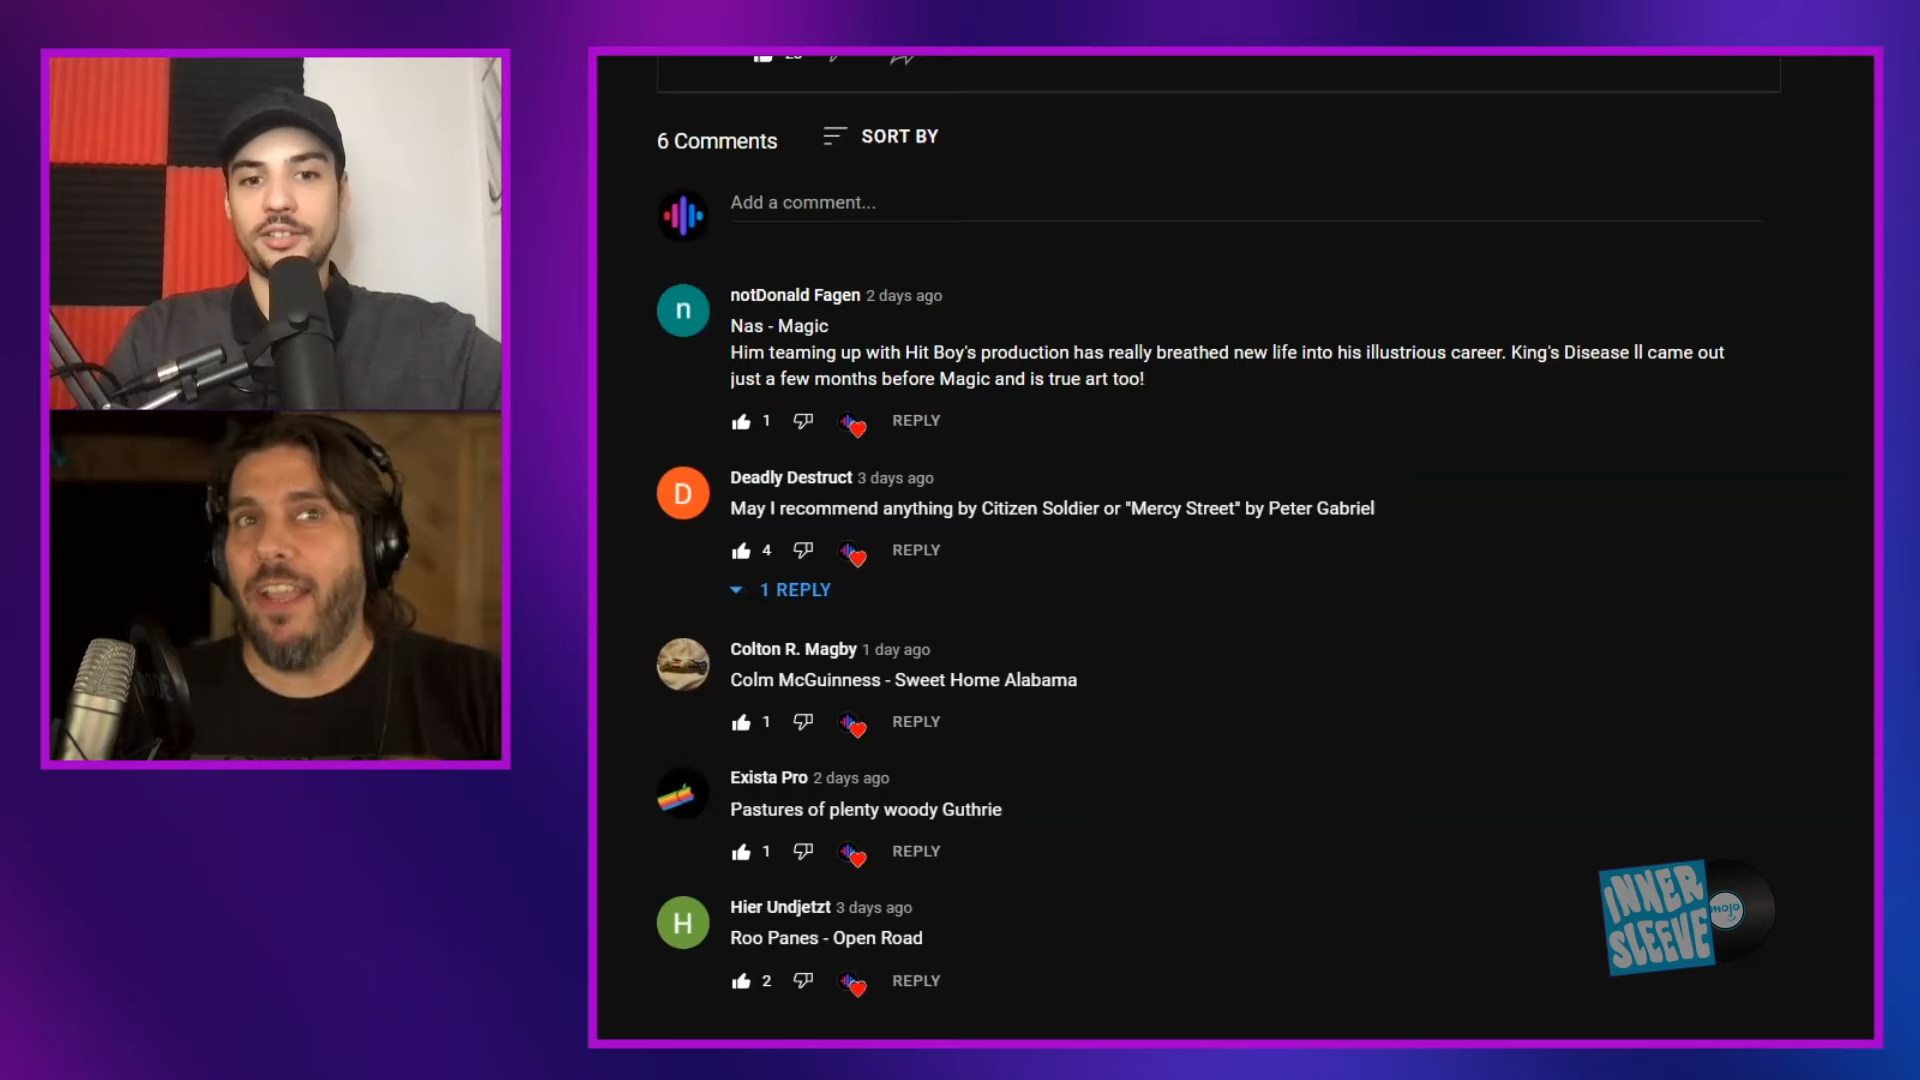 6 Comments
SORT BY
Add a comment...
n
notDonald Fagen 2 days ago
Nas - Magic
Him teaming up with Hit Boy's production has really breathed new life into his illustrious career. King's Disease ll came out
just a few months before Magic and is true art too!
1 REPLY
D
Deadly Destruct 3 days ago
May I recommend anything by Citizen Soldier or "Mercy Street" by Peter Gabriel
4 REPLY
1 REPLY
Colton R. Magby 1 day ago
Colm McGuinness - Sweet Home Alabama
1 REPLY
Exista Pro 2 days ago
Pastures of plenty woody Guthrie
1 REPLY
H
Hier Undjetzt 3 days ago
Roo Panes - Open Road
2 REPLY
INNER
SLEEVE
mojo